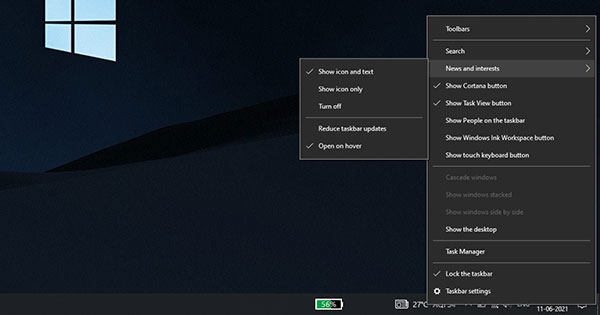 Toolbars
Search
News and interests
Show Cortana button
Show Task View button
Show People on the taskbar
Show Windows Ink Workspace button
Show touch keyboard button
Cascade windows
Show windows stacked
Show windows side by side
Show the desktop
Task Manager
Lock the taskbar
Taskbar settings
Show icon and text
Show icon only
Turn off
Reduce taskbar updates
Open on hover
56%
27°C
11-06-2021